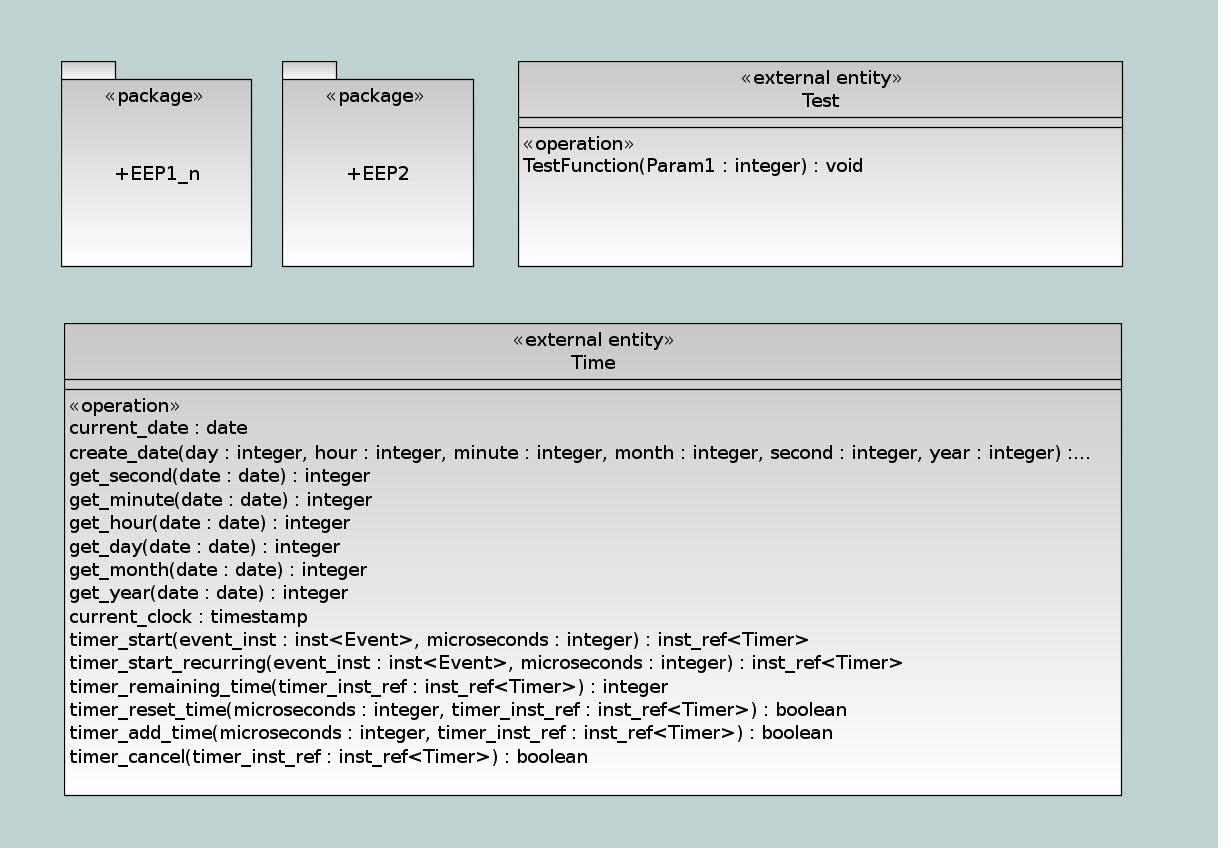 «package»
+EEP1_n
«package»
+EEP2
«external entity»
Test
«operation»
TestFunction(Param1 : integer) : void
«external entity»
Time
«operation»
current_date : date
create_date(day : integer, hour : integer, minute : integer, month : integer, second : integer, year : integer) :...
get_second(date : date) : integer
get_minute(date : date) : integer
get_hour(date : date) : integer
get_day(date : date) : integer
get_month(date : date) : integer
get_year(date : date) : integer
current_clock : timestamp
timer_start(event_inst : inst<Event>, microseconds : integer) : inst_ref<Timer>
timer_start_recurring(event_inst : inst<Event>, microseconds : integer) : inst_ref<Timer>
timer_remaining_time(timer_inst_ref : inst_ref<Timer>) : integer
timer_reset_time(microseconds : integer, timer_inst_ref : inst_ref<Timer>) : boolean
timer_add_time(microseconds : integer, timer_inst_ref : inst_ref<Timer>) : boolean
timer_cancel(timer_inst_ref : inst_ref<Timer>) : boolean